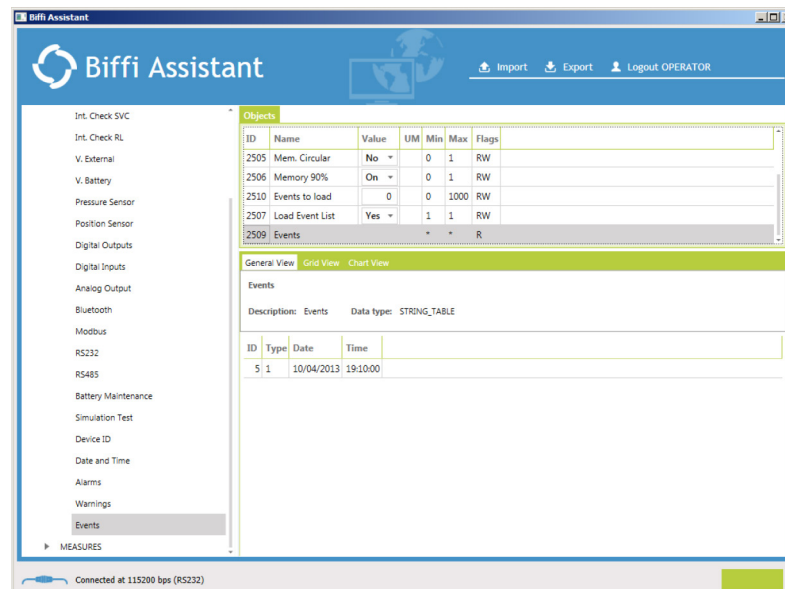 Biffi Assistant
Biffi Assistant
Import Export Logout OPERATOR
Int. Check SVC
Int. Check RL
V. External
V. Battery
Pressure Sensor
Position Sensor
Digital Outputs
Digital Inputs
Analog Output
Bluetooth
Modbus
RS232
RS485
Battery Maintenance
Simulation Test
Device ID
Date and Time
Alarms
Warnings
Events
MEASURES
Objects
ID Name Value UM Min Max Flags
2505 Mem. Circular No 0 1 RW
2506 Memory 90% On 0 1 RW
2510 Events to load 0 0 1000 RW
2507 Load Event List Yes 1 1 RW
2509 Events * * R
General View Grid View Chart View
Events
Description: Events Data type: STRING_TABLE
ID Type Date Time
5 1 10/04/2013 19:10:00
Connected at 115200 bps (RS232)